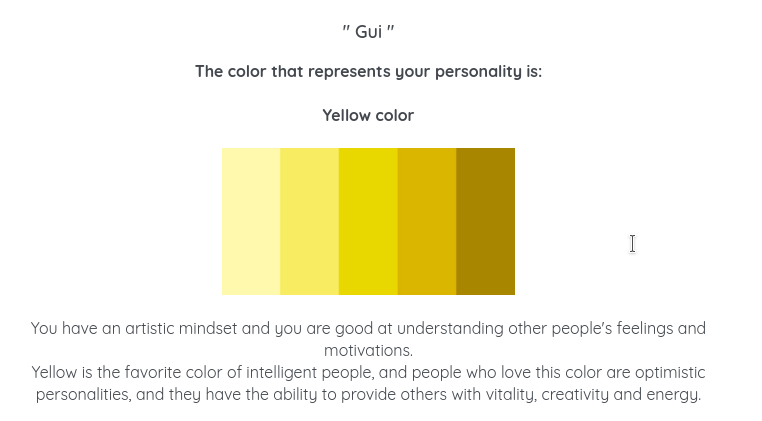 " Gui "
The color that represents your personality is:
Yellow color
You have an artistic mindset and you are good at understanding other people's feelings and
motivations.
Yellow is the favorite color of intelligent people, and people who love this color are optimistic
personalities, and they have the ability to provide others with vitality, creativity and energy.